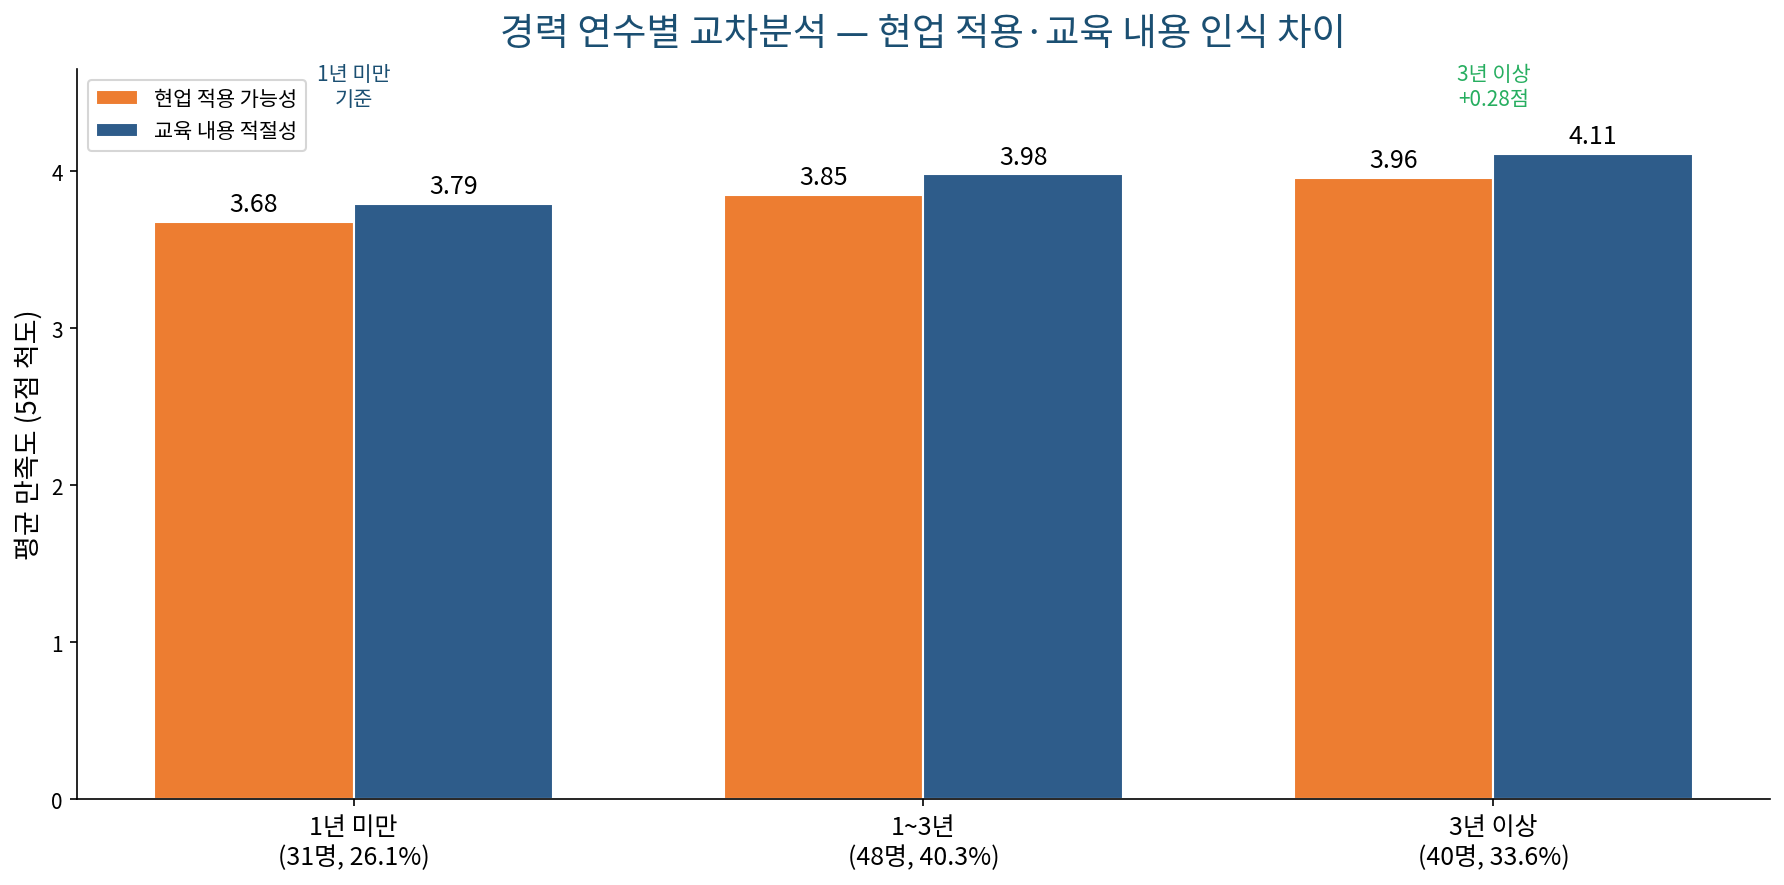 경력 연수별 교차분석 — 현업 적용·교육 내용 인식 차이
현업 적용 가능성
교육 내용 적절성
1년 미만
기준
3년 이상
+0.28점
3.68
3.79
3.85
3.98
3.96
4.11
평균 만족도 (5점 척도)
4
3
2
1
0
1년 미만
(31명, 26.1%)
1~3년
(48명, 40.3%)
3년 이상
(40명, 33.6%)